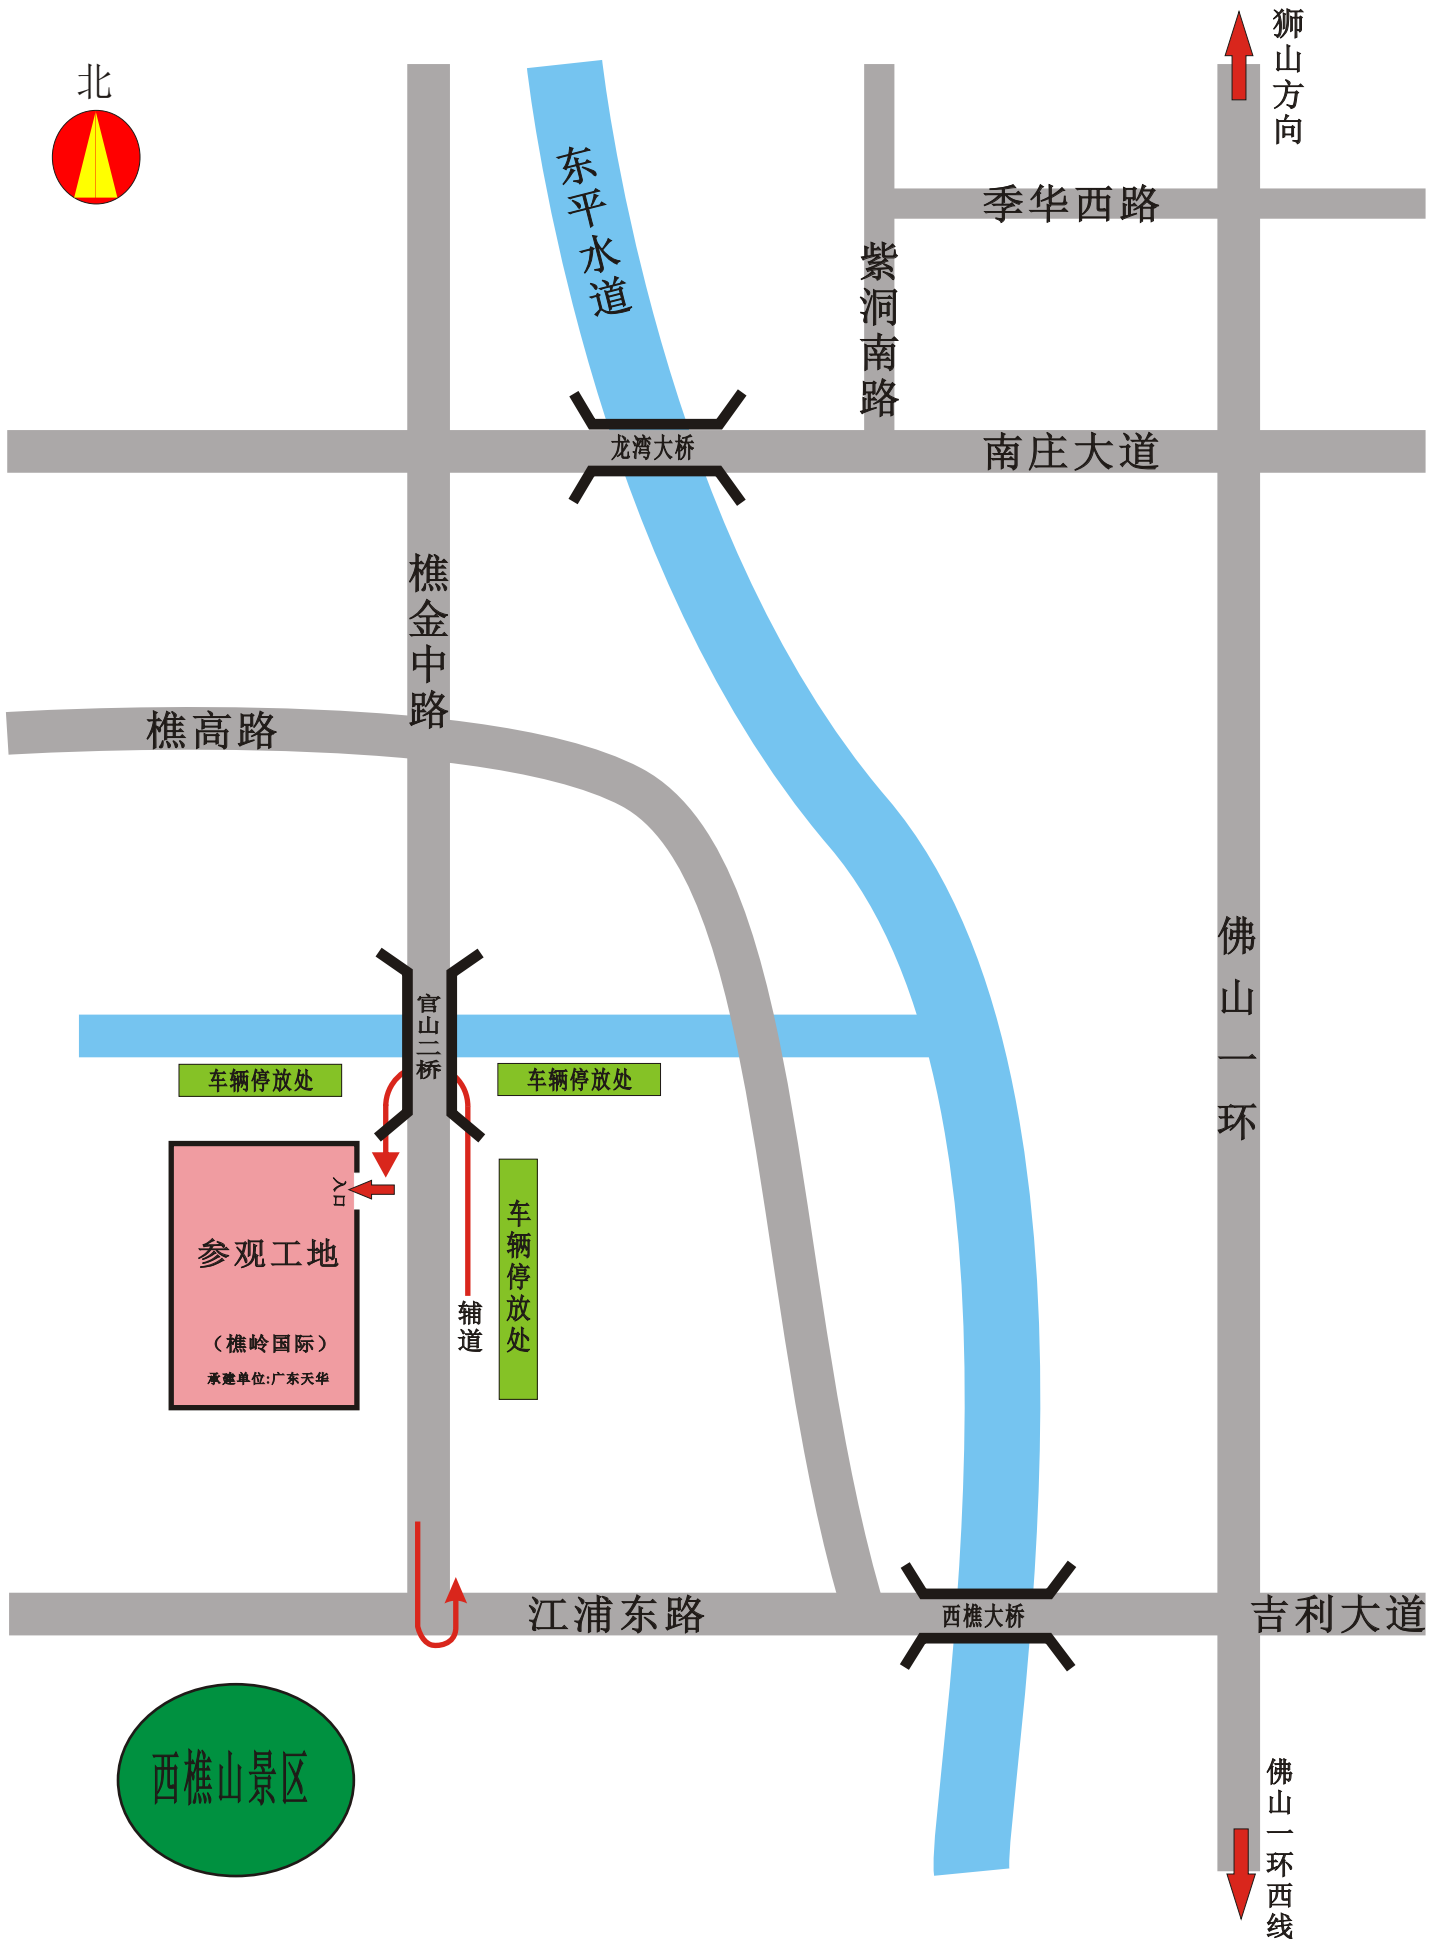 狮山方向
北
东平水道
季华西路
紫洞南路
龙湾大桥
南庄大道
樵金中路
樵高路
佛山一环
官山二桥
车辆停放处
车辆停放处
入口
车辆停放处
参观工地
辅道
（樵岭国际）
承建单位:广东天华
江浦东路
西樵大桥
吉利大道
西樵山景区
佛山一环西线